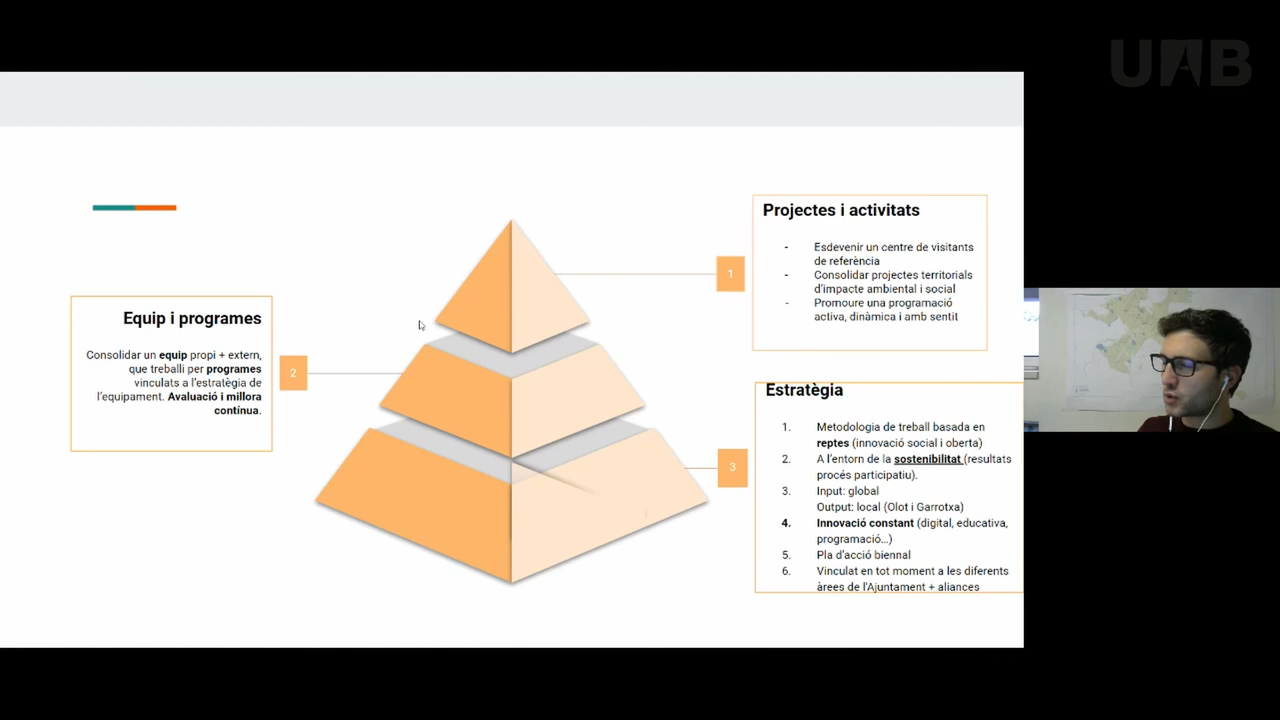 UAB
Projectes i activitats
- Esdevenir un centre de visitants
de referència
- Consolidar projectes territorials
d'impacte ambiental i social
- Promoure una programació
activa, dinàmica i amb sentit
1
Equip i programes
Consolidar un equip propi + extern,
que treballi per programes
vinculats a l'estratègia de
l'equipament. Avaluació i millora
contínua.
2
Estratègia
1. Metodologia de treball basada en
reptes (innovació social i oberta)
2. A l'entorn de la sostenibilitat (resultats
procés participatiu).
3. Input: global
Output: local (Olot i Garrotxa)
4. Innovació constant (digital, educativa,
programació...)
5. Pla d'acció biennal
6. Vinculat en tot moment a les diferents
àrees de l'Ajuntament + aliances
3